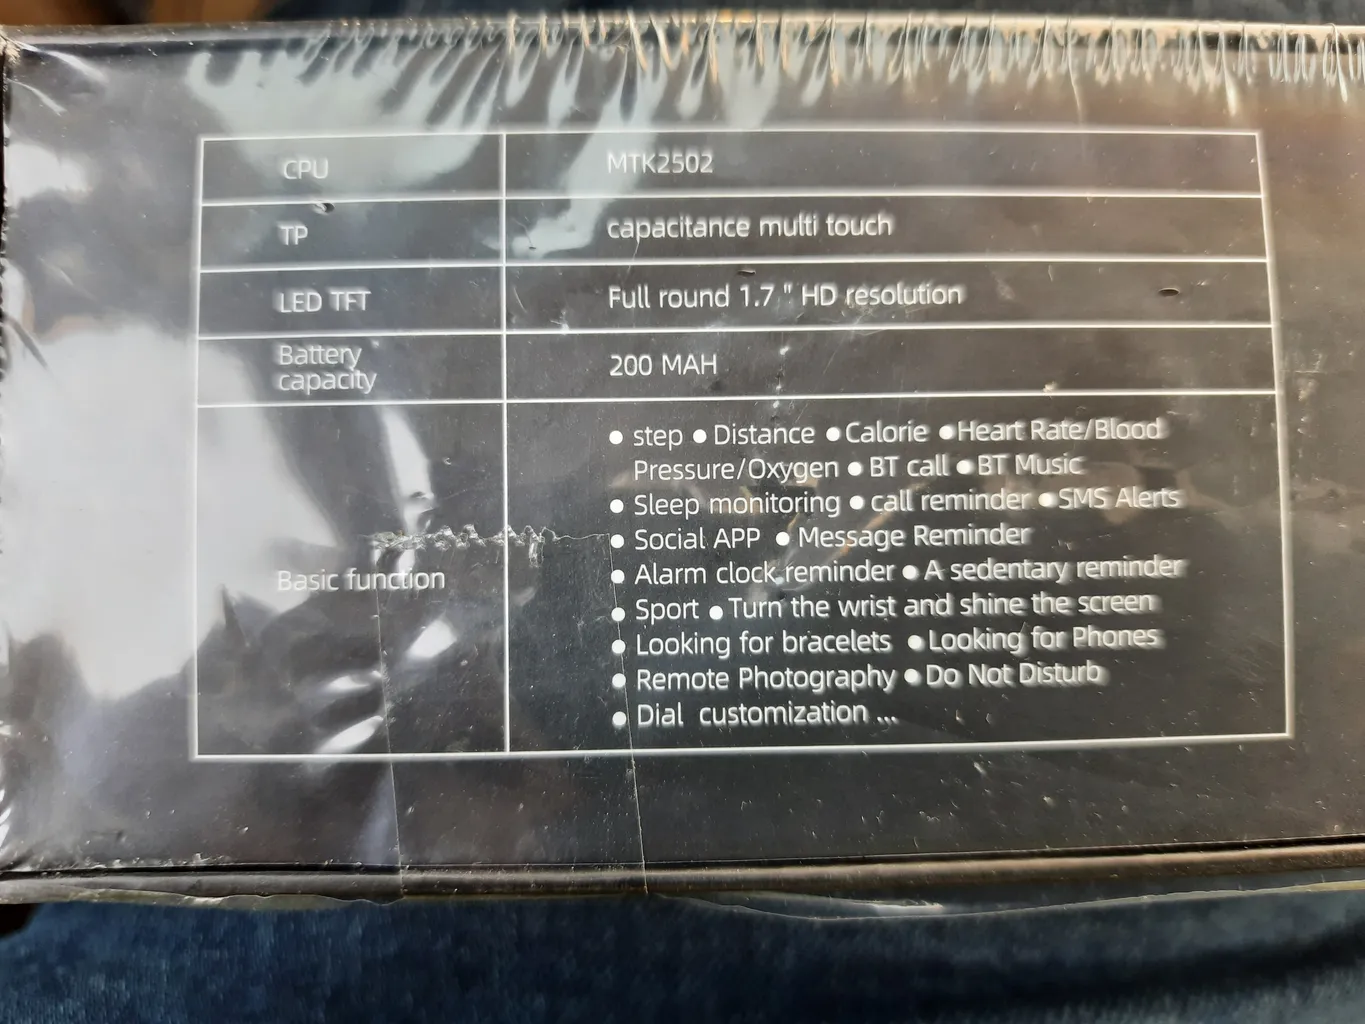 CPU MTK2502
TP capacitance multi touch
LED TFT Full round 1.7 " HD resolution
Battery
capacity 200 MAH
Basic function
● step ● Distance ● Calorie ● Heart Rate/Blood
Pressure/Oxygen ● BT call ● BT Music
● Sleep monitoring ● call reminder ● SMS Alerts
● Social APP ● Message Reminder
● Alarm clock reminder ● A sedentary reminder
● Sport ● Turn the wrist and shine the screen
● Looking for bracelets ● Looking for Phones
● Remote Photography ● Do Not Disturb
● Dial customization ...